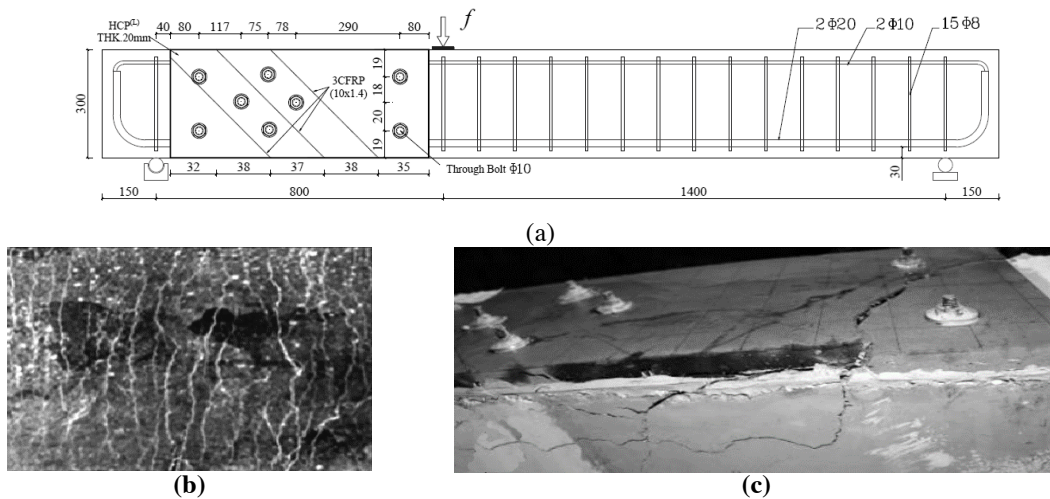 HCP(L)
THK.20mm
40 80 117 75 78 290 80
f
2Φ20 2Φ10 15Φ8
300
3CFRP
(10x1.4)
19
18
20
19
32 38 37 38 35
Through Bolt Φ10
30
150 800 1400 150
(a)
(b) (c)